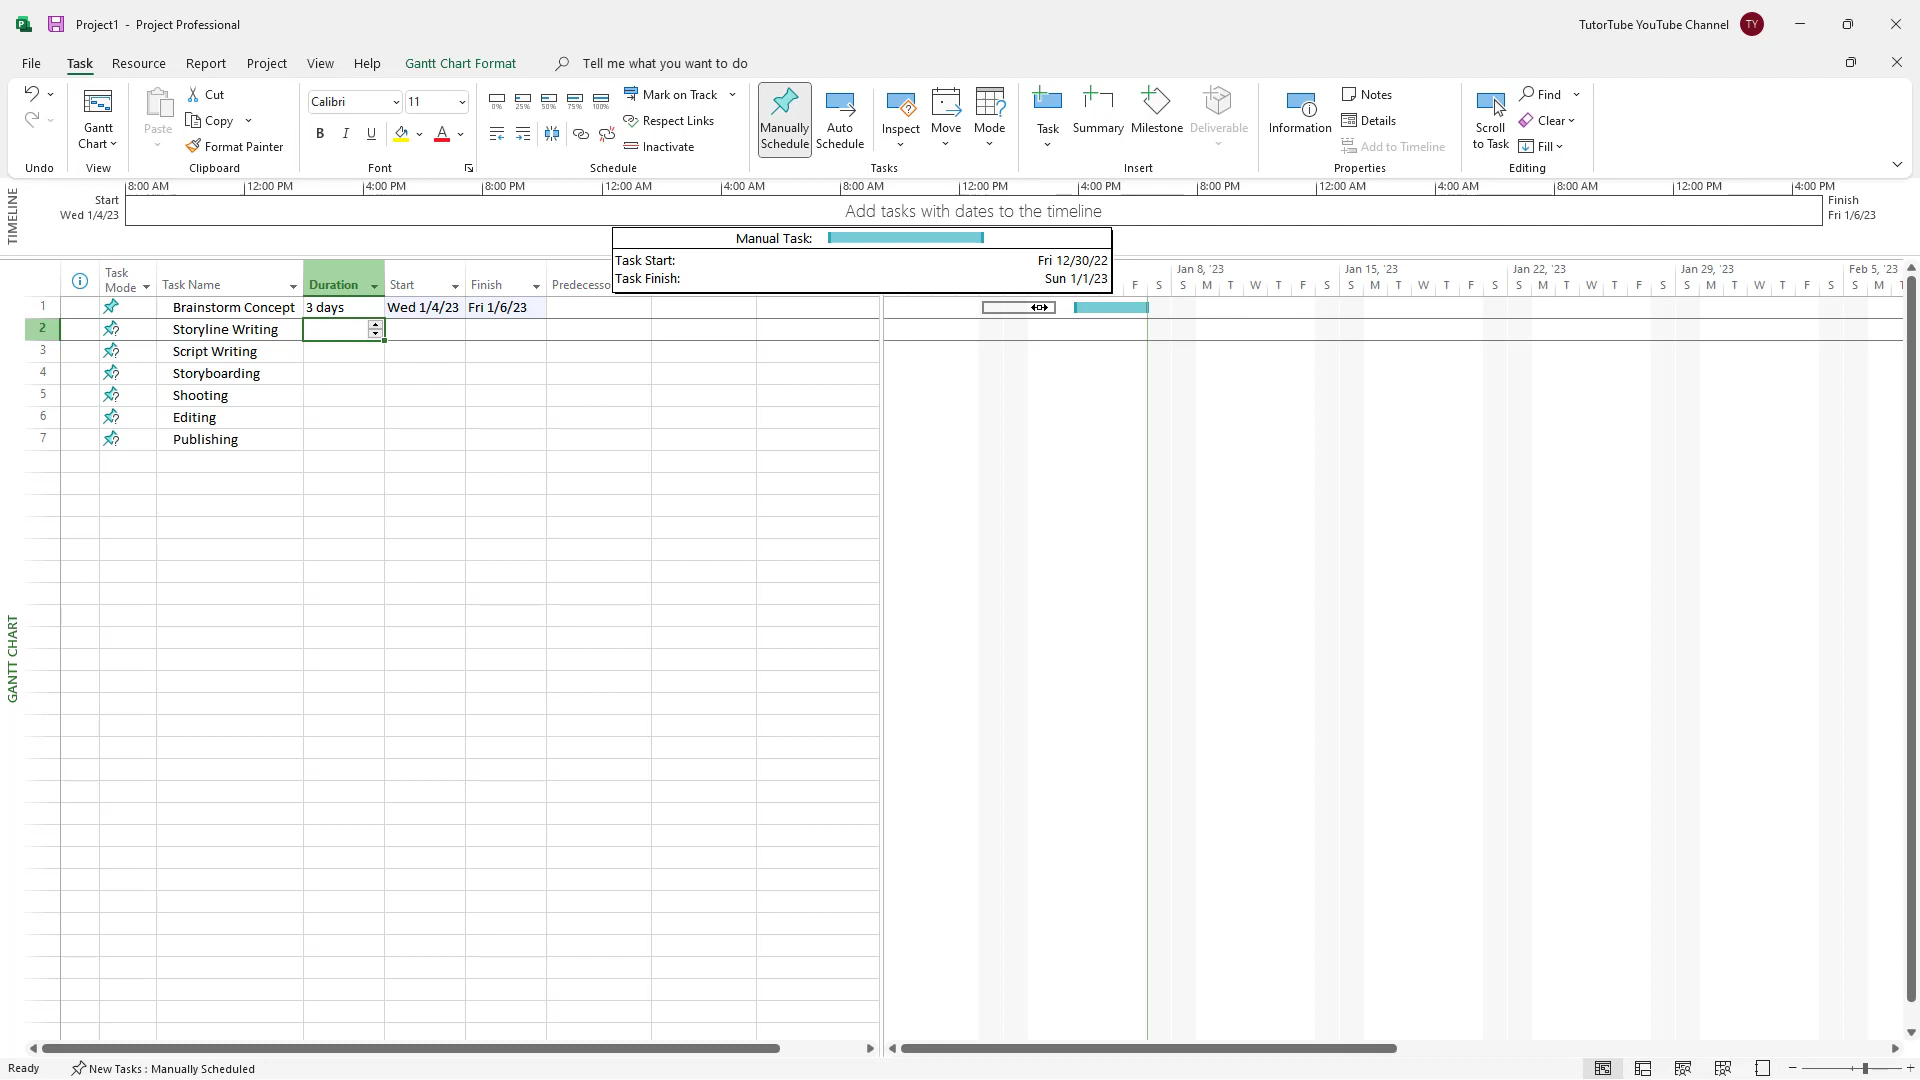 Project1 - Project Professional
TutorTube YouTube Channel TY
File Task Resource Report Project View Help Gantt Chart Format Tell me what you want to do
Cut
Copy
Format Painter
Paste
Gantt Chart
Calibri 11
B I U A
0% 25% 50% 75% 100%
Mark on Track
Respect Links
Inactivate
Manually Schedule
Auto Schedule
Inspect
Move
Mode
Task
Summary
Milestone
Deliverable
Information
Notes
Details
Add to Timeline
Scroll to Task
Find
Clear
Fill
Undo View Clipboard Font Schedule Tasks Insert Properties Editing
TIMELINE
8:00 AM 12:00 PM 4:00 PM 8:00 PM 12:00 AM 4:00 AM 8:00 AM 12:00 PM 4:00 PM 8:00 PM 12:00 AM 4:00 AM 8:00 AM 12:00 PM 4:00 PM
Start
Wed 1/4/23
Add tasks with dates to the timeline
Finish
Fri 1/6/23
Manual Task:
Task Start: Fri 12/30/22
Task Finish: Sun 1/1/23
Task Mode Task Name Duration Start Finish Predecesso
Jan 8, '23 Jan 15, '23 Jan 22, '23 Jan 29, '23 Feb 5, '23
F S S M T W T F S S M T W T F S S M T W T F S S M T W T F S S M
1 Brainstorm Concept 3 days Wed 1/4/23 Fri 1/6/23
2 Storyline Writing
3 Script Writing
4 Storyboarding
5 Shooting
6 Editing
7 Publishing
GANTT CHART
Ready New Tasks : Manually Scheduled